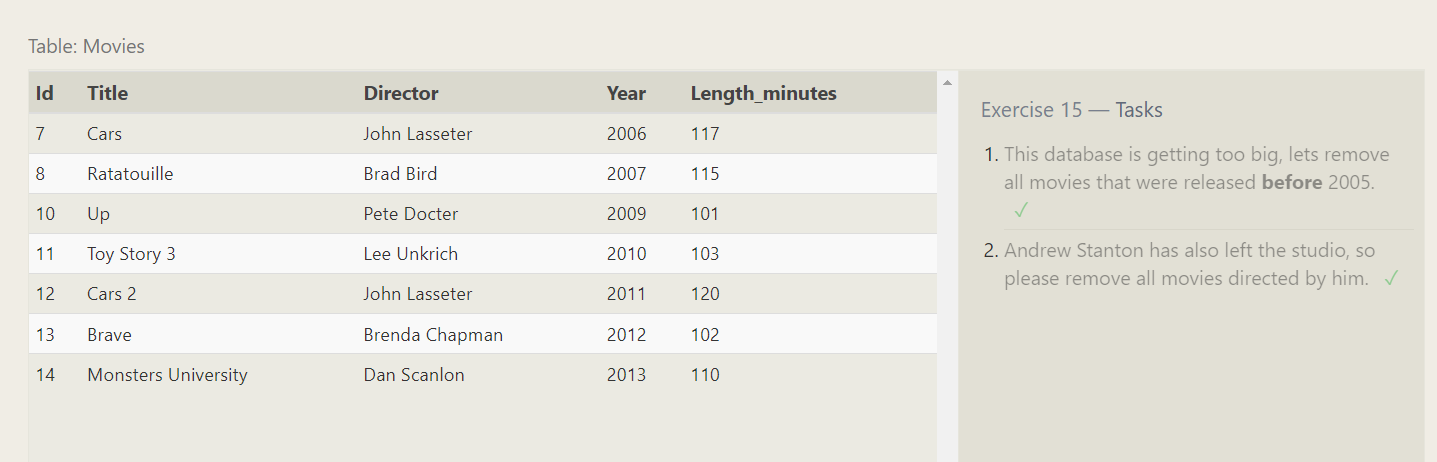 Table: Movies
Id Title Director Year Length_minutes
7 Cars John Lasseter 2006 117
8 Ratatouille Brad Bird 2007 115
10 Up Pete Docter 2009 101
11 Toy Story 3 Lee Unkrich 2010 103
12 Cars 2 John Lasseter 2011 120
13 Brave Brenda Chapman 2012 102
14 Monsters University Dan Scanlon 2013 110
Exercise 15 — Tasks
1. This database is getting too big, lets remove
all movies that were released before 2005.
✓
2. Andrew Stanton has also left the studio, so
please remove all movies directed by him. ✓